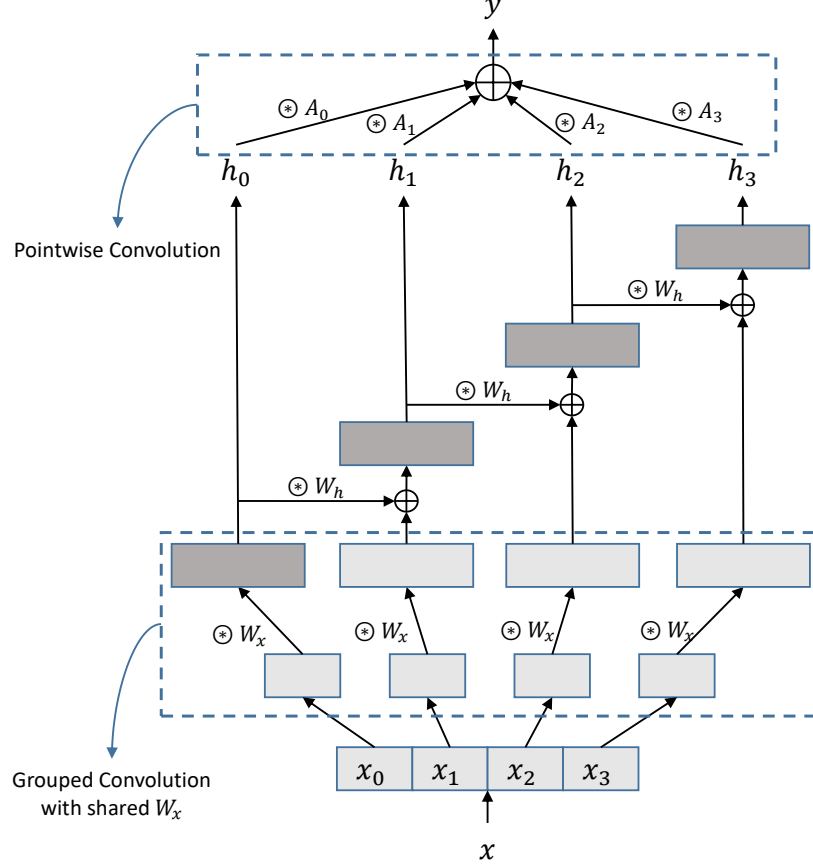 y
⊛ A₀
⊛ A₁
⊛ A₂
⊛ A₃
h₀ h₁ h₂ h₃
Pointwise Convolution
⊛ Wₕ
⊛ Wₕ
⊛ Wₕ
⊛ Wₓ ⊛ Wₓ ⊛ Wₓ ⊛ Wₓ
x₀ x₁ x₂ x₃
Grouped Convolution
with shared Wₓ
x